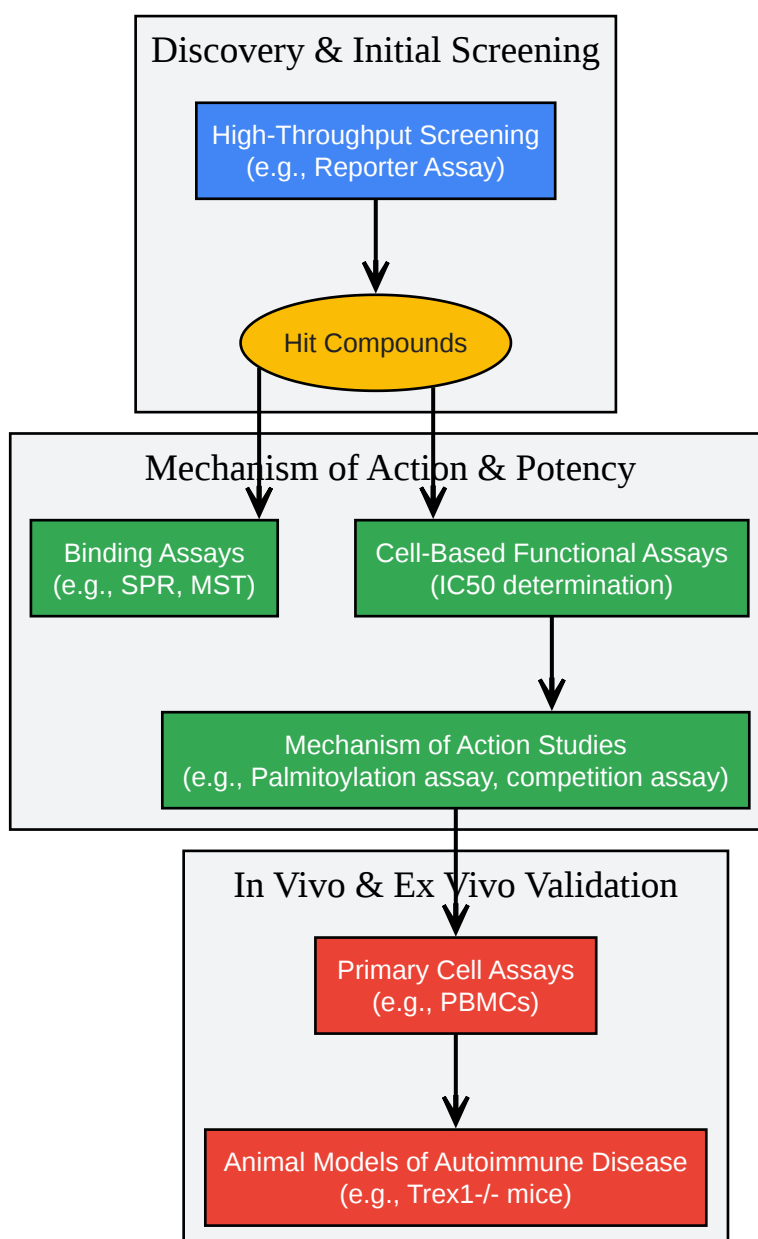 Discovery & Initial Screening
High-Throughput Screening
(e.g., Reporter Assay)
Hit Compounds
Mechanism of Action & Potency
Binding Assays
(e.g., SPR, MST)
Cell-Based Functional Assays
(IC50 determination)
Mechanism of Action Studies
(e.g., Palmitoylation assay, competition assay)
In Vivo & Ex Vivo Validation
Primary Cell Assays
(e.g., PBMCs)
Animal Models of Autoimmune Disease
(e.g., Trex1-/- mice)